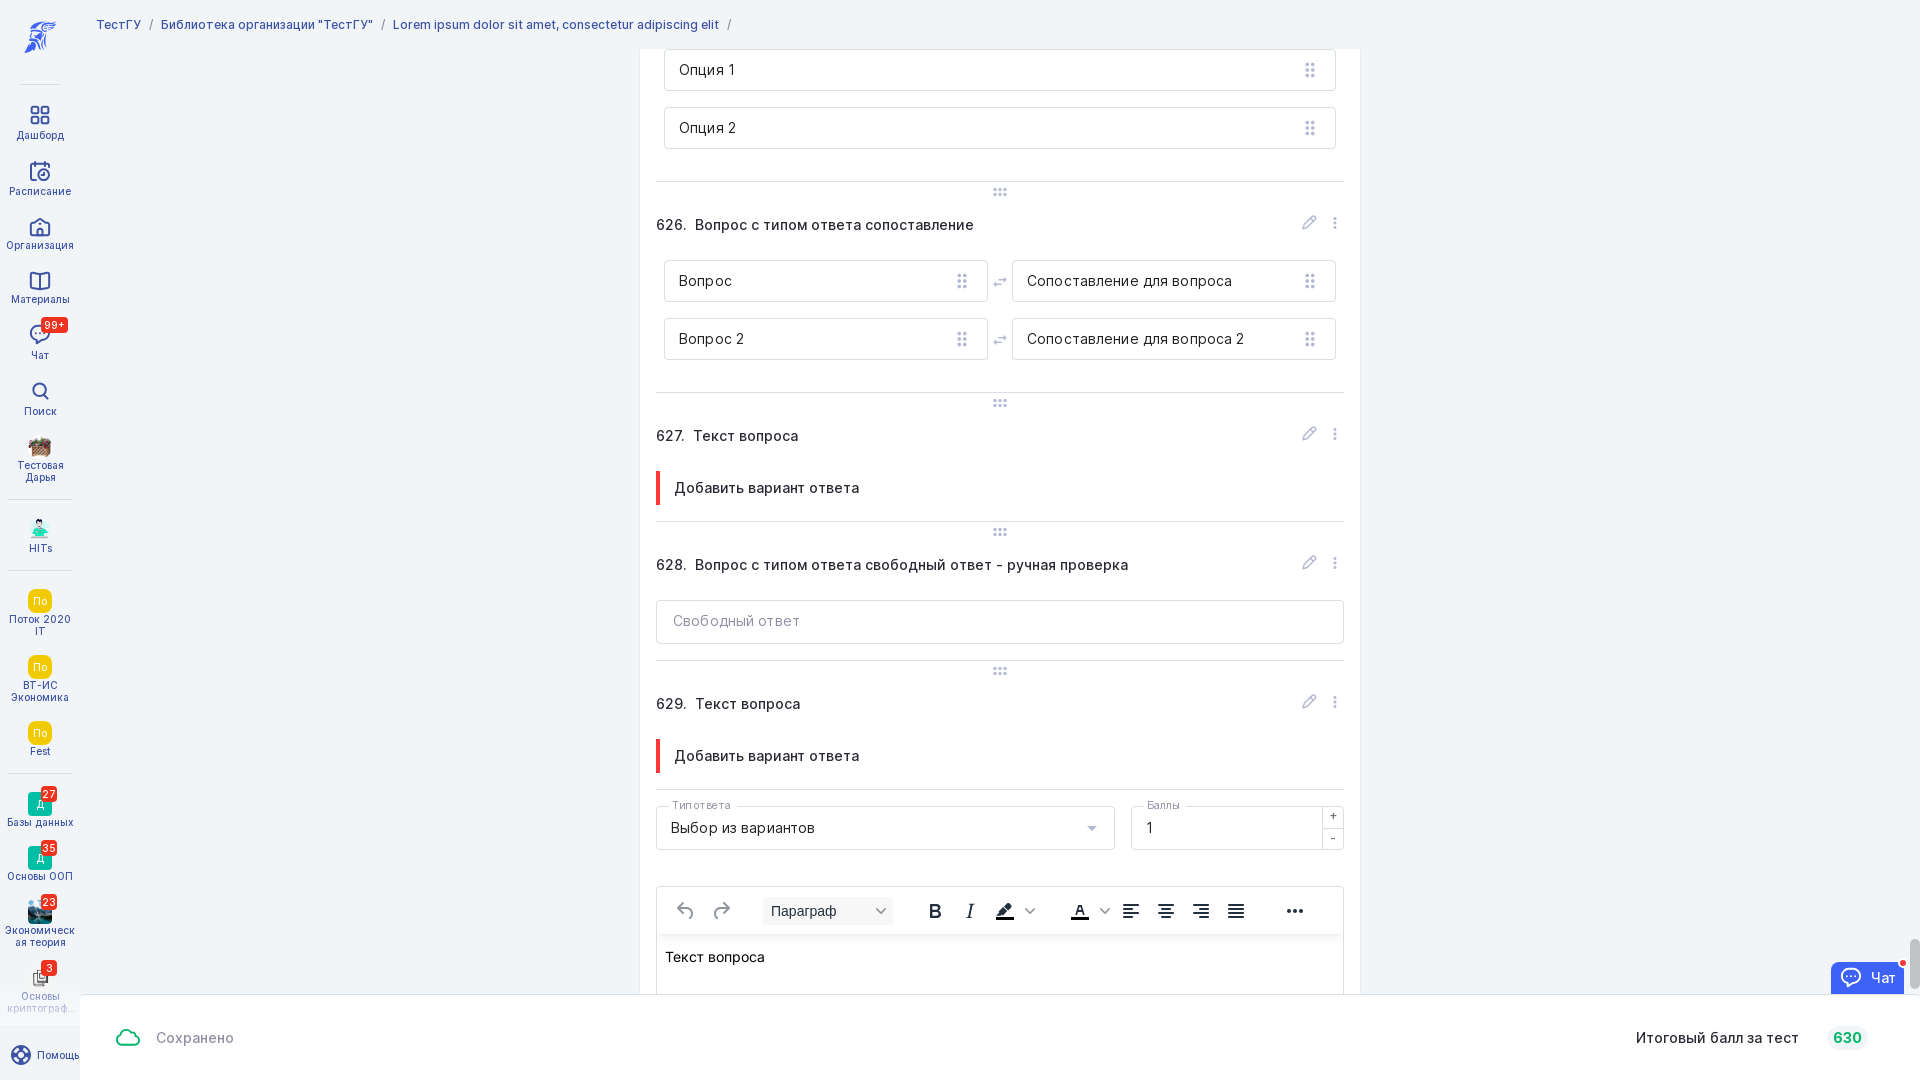 ТестГУ / Библиотека организации "ТестГУ" / Lorem ipsum dolor sit amet, consectetur adipiscing elit /
Дашборд
Расписание
Организация
Материалы
99+
Чат
Поиск
Тестовая
Дарья
HITs
По
Поток 2020
IT
По
ВТ-ИС
Экономика
По
Fest
27
Д
Базы данных
35
Д
Основы ООП
23
Экономическ
ая теория
3
Основы
криптограф...
Помощь
Опция 1
Опция 2
626. Вопрос с типом ответа сопоставление
Вопрос
Сопоставление для вопроса
Вопрос 2
Сопоставление для вопроса 2
627. Текст вопроса
Добавить вариант ответа
628. Вопрос с типом ответа свободный ответ - ручная проверка
Свободный ответ
629. Текст вопроса
Добавить вариант ответа
Тип ответа
Выбор из вариантов
Баллы
1
+
-
Параграф
B I A
Текст вопроса
Чат
Сохранено
Итоговый балл за тест 630